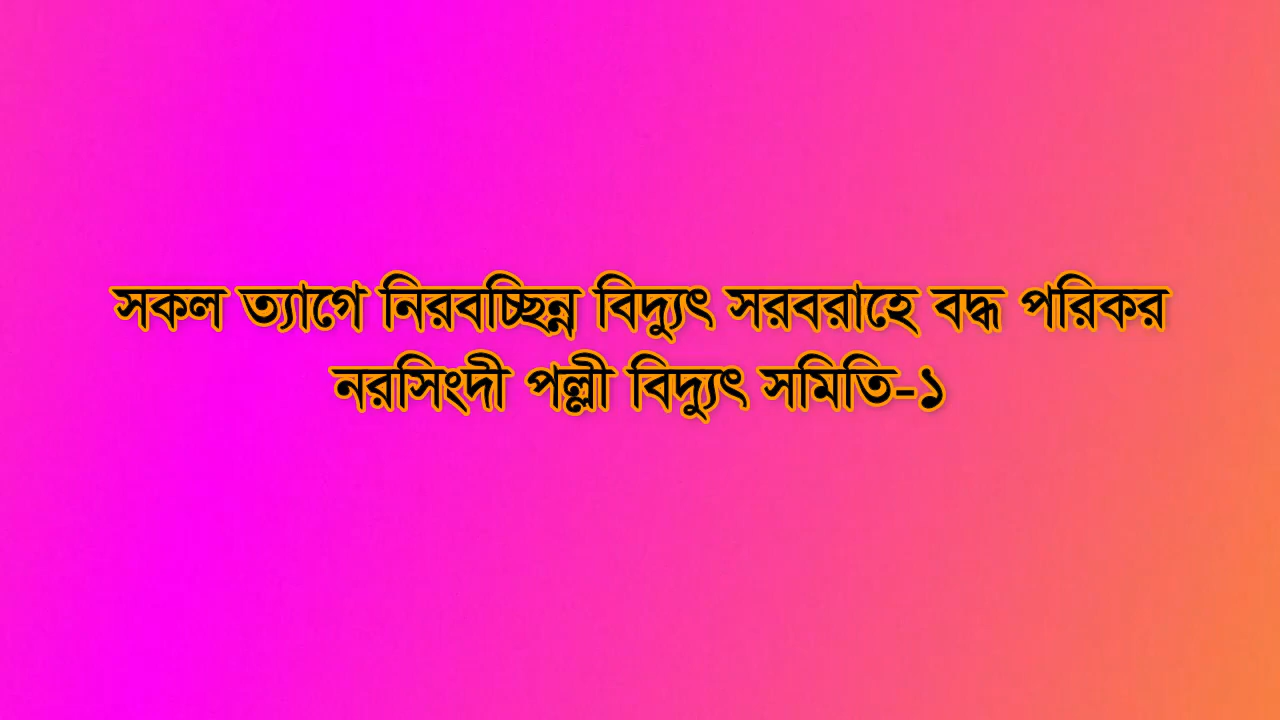 সকল ত্যাগে নিরবচ্ছিন্ন বিদ্যুৎ সরবরাহে বদ্ধ পরিকর
নরসিংদী পল্লী বিদ্যুৎ সমিতি-১